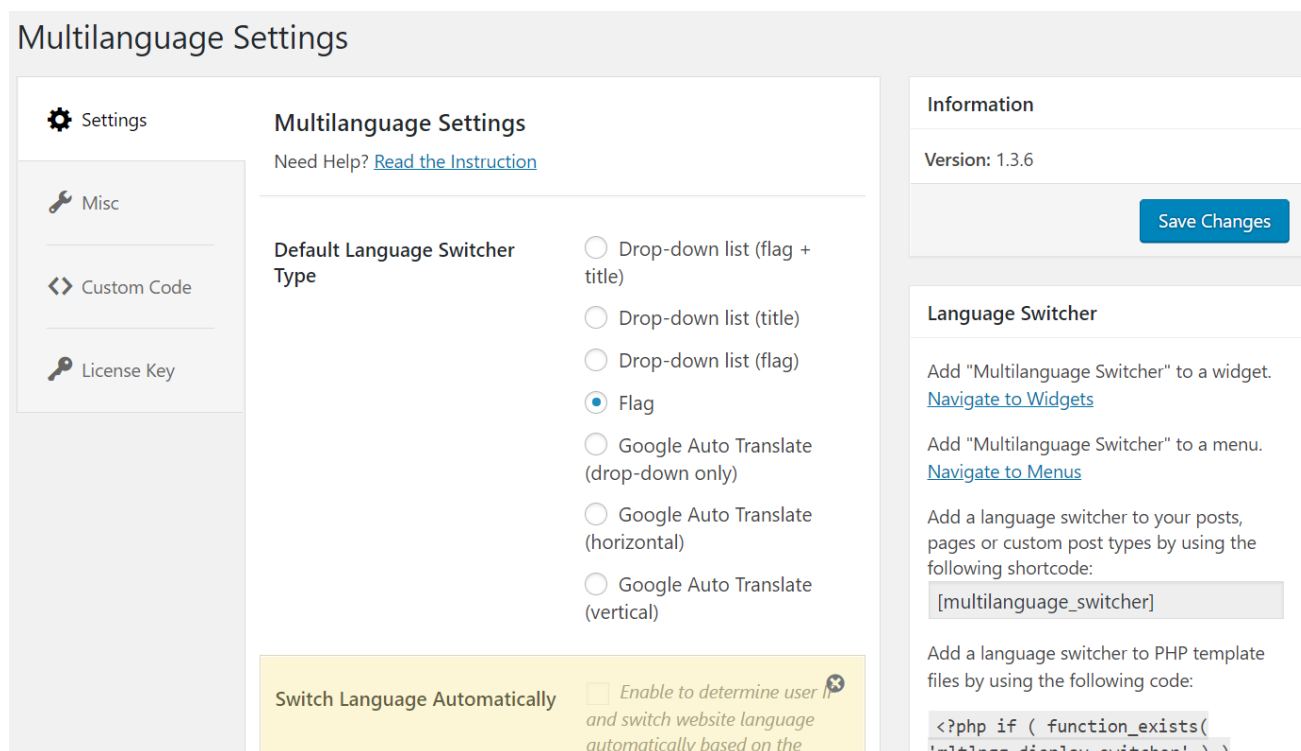 Multilanguage Settings
Settings
Misc
Custom Code
License Key
Multilanguage Settings
Need Help? Read the Instruction
Default Language Switcher
Type
Drop-down list (flag +
title)
Drop-down list (title)
Drop-down list (flag)
Flag
Google Auto Translate
(drop-down only)
Google Auto Translate
(horizontal)
Google Auto Translate
(vertical)
Switch Language Automatically
Enable to determine user
and switch website language
automatically based on the
Information
Version: 1.3.6
Save Changes
Language Switcher
Add "Multilanguage Switcher" to a widget.
Navigate to Widgets
Add "Multilanguage Switcher" to a menu.
Navigate to Menus
Add a language switcher to your posts,
pages or custom post types by using the
following shortcode:
[multilanguage_switcher]
Add a language switcher to PHP template
files by using the following code:
<?php if ( function_exists(